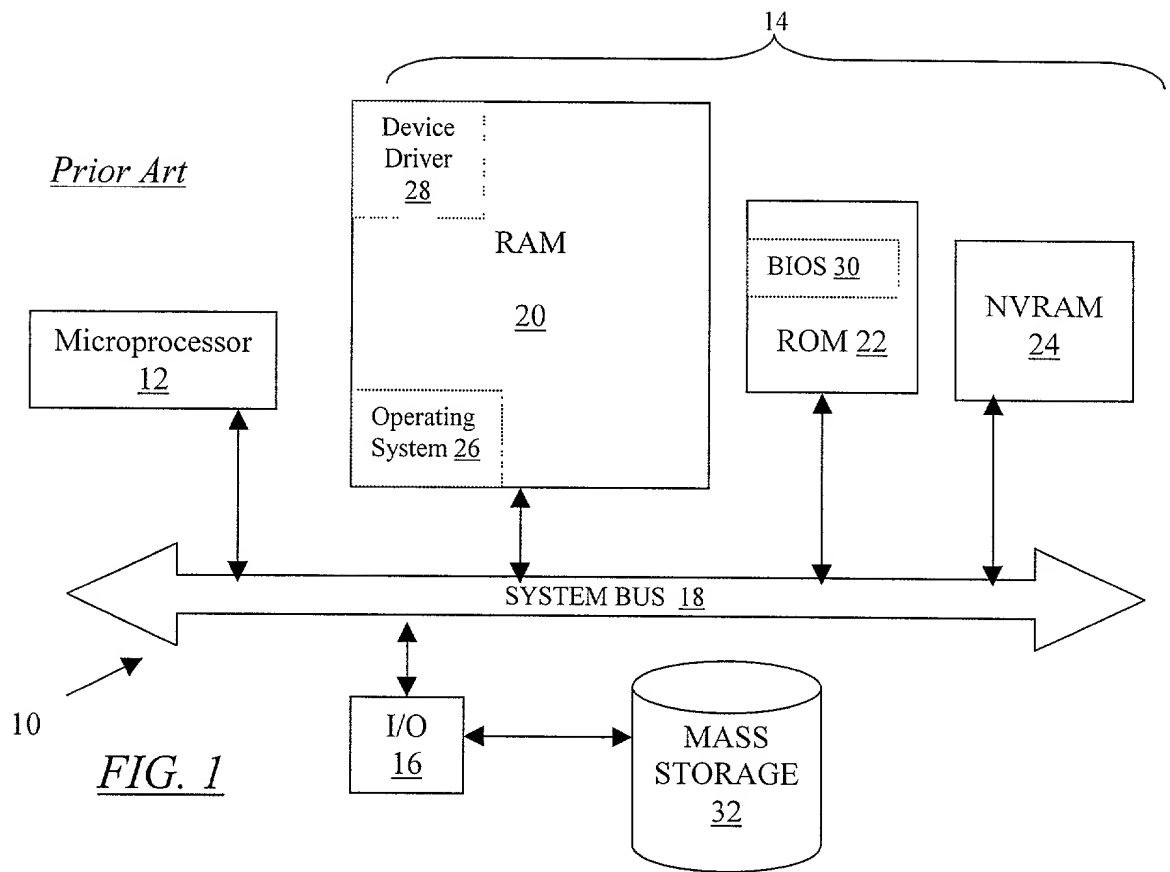 14
Prior Art
Device
Driver
28
RAM
20
Operating
System 26
Microprocessor
12
BIOS 30
ROM 22
NVRAM
24
SYSTEM BUS 18
10
FIG. 1
I/O
16
MASS
STORAGE
32